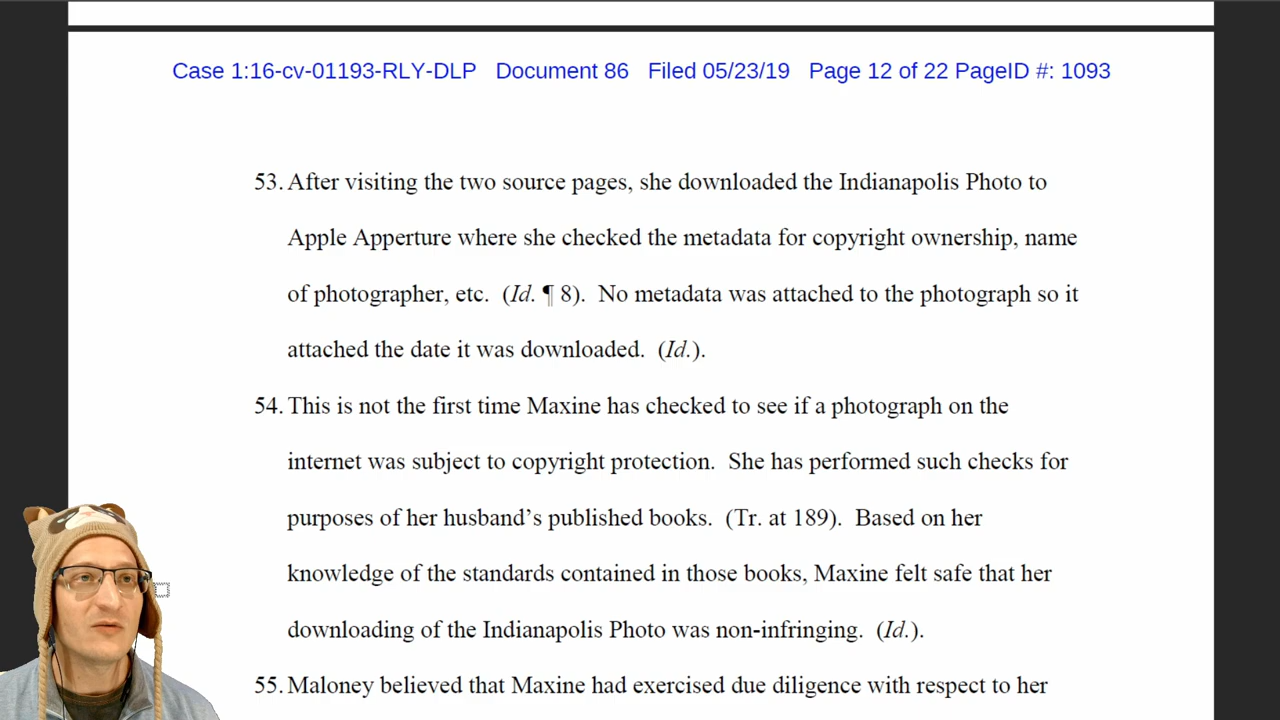 Case 1:16-cv-01193-RLY-DLP Document 86 Filed 05/23/19 Page 12 of 22 PageID #: 1093
53. After visiting the two source pages, she downloaded the Indianapolis Photo to
Apple Apperture where she checked the metadata for copyright ownership, name
of photographer, etc. (Id. ¶ 8). No metadata was attached to the photograph so it
attached the date it was downloaded. (Id.).
54. This is not the first time Maxine has checked to see if a photograph on the
internet was subject to copyright protection. She has performed such checks for
purposes of her husband’s published books. (Tr. at 189). Based on her
knowledge of the standards contained in those books, Maxine felt safe that her
downloading of the Indianapolis Photo was non-infringing. (Id.).
55. Maloney believed that Maxine had exercised due diligence with respect to her